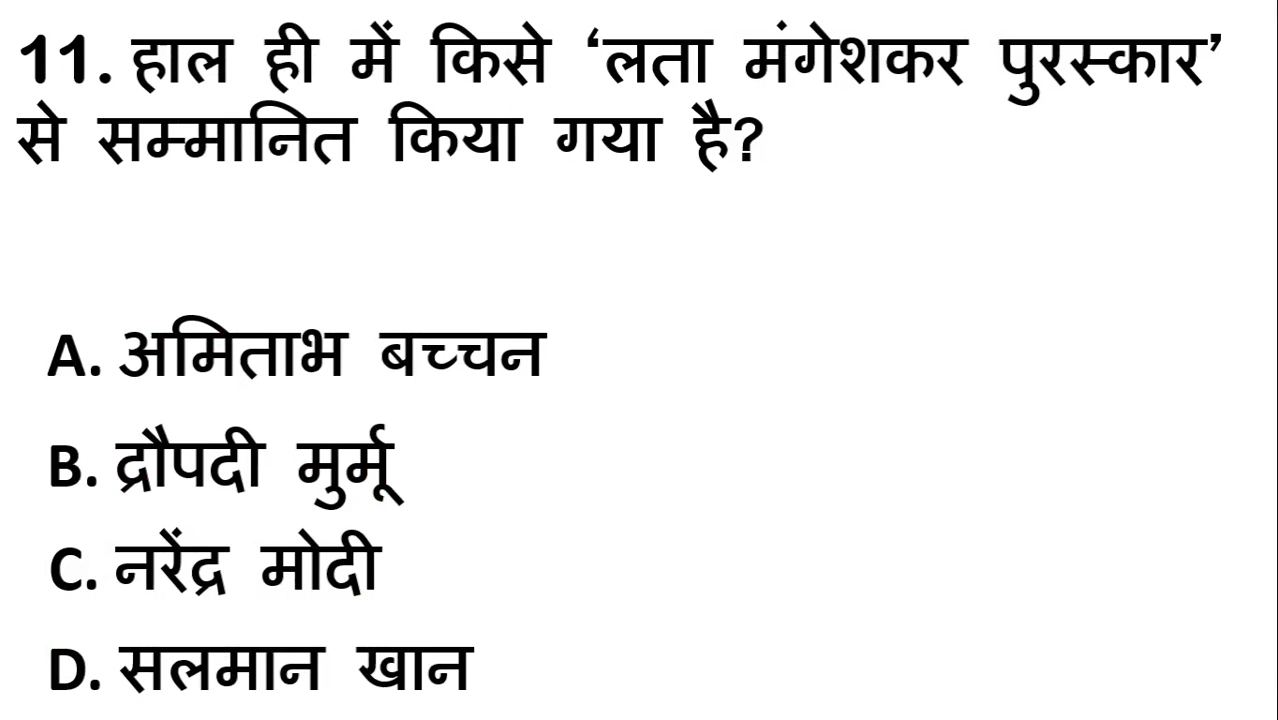 11. हाल ही में किसे ‘लता मंगेशकर पुरस्कार’
से सम्मानित किया गया है?
A. अमिताभ बच्चन
B. द्रौपदी मुर्मू
C. नरेंद्र मोदी
D. सलमान खान